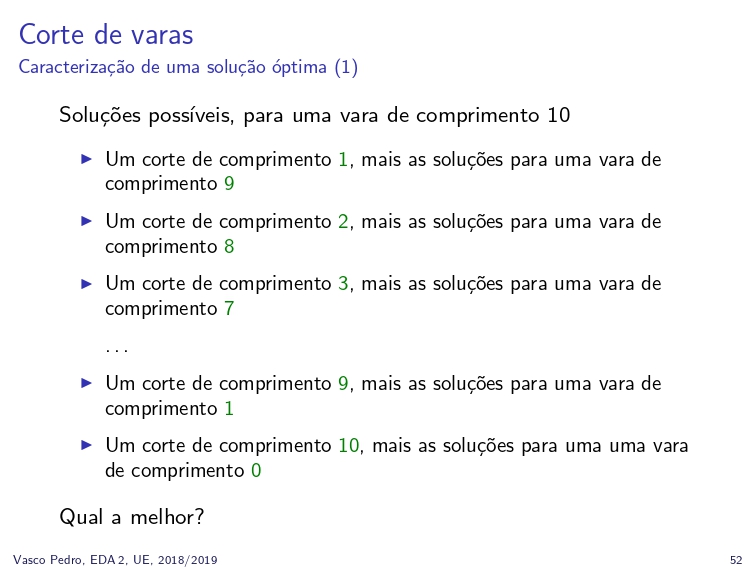 Corte de varas
Caracterização de uma solução óptima (1)
Soluções possíveis, para uma vara de comprimento 10
Um corte de comprimento 1, mais as soluções para uma vara de
comprimento 9
Um corte de comprimento 2, mais as soluções para uma vara de
comprimento 8
Um corte de comprimento 3, mais as soluções para uma vara de
comprimento 7
...
Um corte de comprimento 9, mais as soluções para uma vara de
comprimento 1
Um corte de comprimento 10, mais as soluções para uma uma vara
de comprimento 0
Qual a melhor?
Vasco Pedro, EDA 2, UE, 2018/2019 52